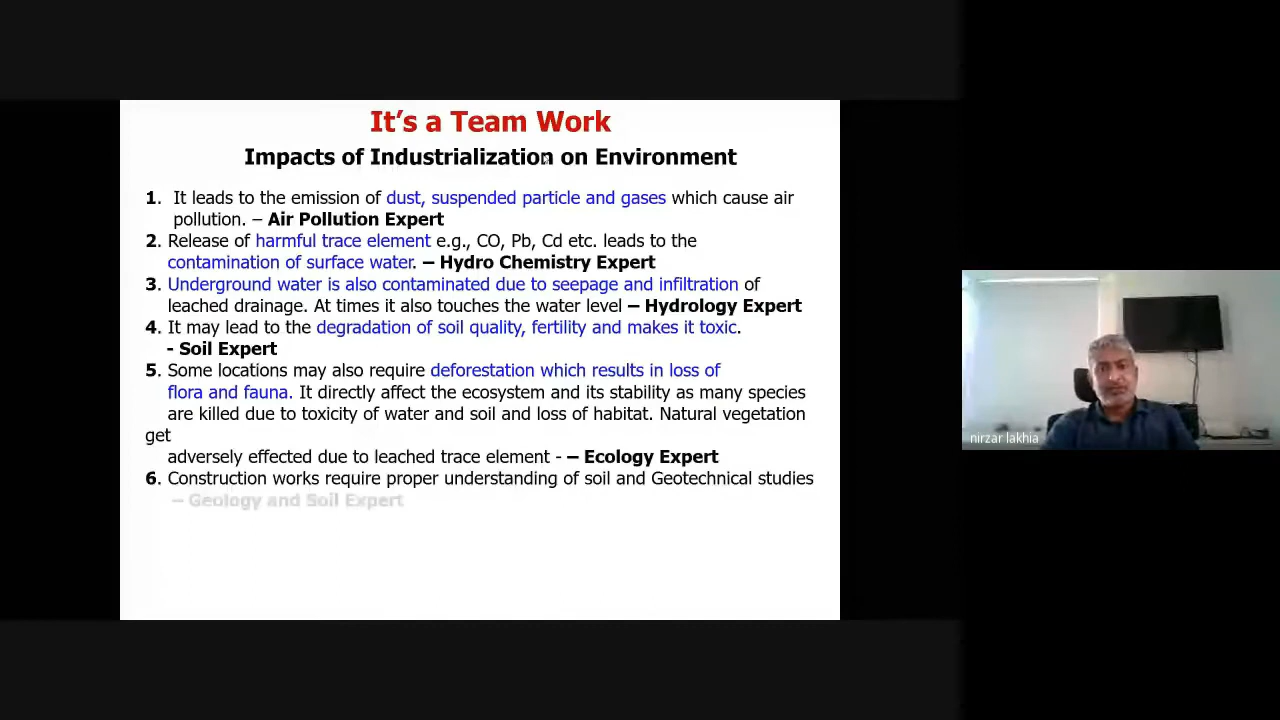 It’s a Team Work
Impacts of Industrialization on Environment
1. It leads to the emission of dust, suspended particle and gases which cause air
pollution. – Air Pollution Expert
2. Release of harmful trace element e.g., CO, Pb, Cd etc. leads to the
contamination of surface water. – Hydro Chemistry Expert
3. Underground water is also contaminated due to seepage and infiltration of
leached drainage. At times it also touches the water level – Hydrology Expert
4. It may lead to the degradation of soil quality, fertility and makes it toxic.
- Soil Expert
5. Some locations may also require deforestation which results in loss of
flora and fauna. It directly affect the ecosystem and its stability as many species
are killed due to toxicity of water and soil and loss of habitat. Natural vegetation
get
adversely effected due to leached trace element - – Ecology Expert
6. Construction works require proper understanding of soil and Geotechnical studies
– Geology and Soil Expert
nirzar lakhia